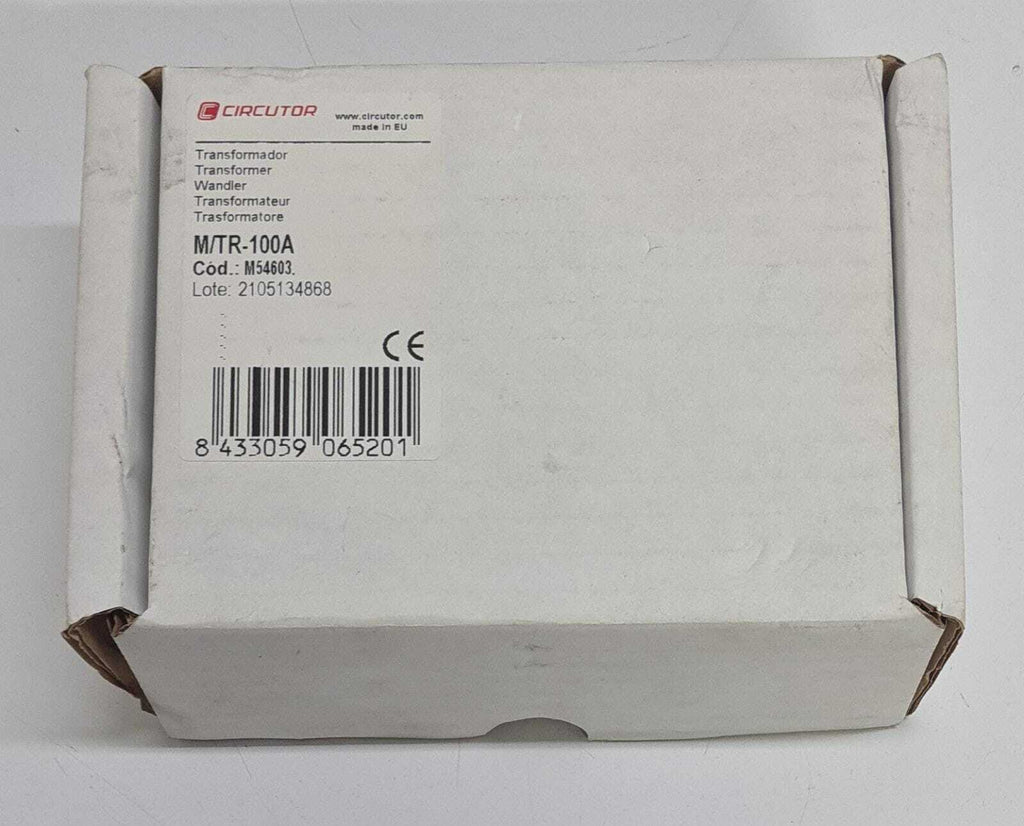 CIRCUTOR
www.circutor.com
made in EU
Transformador
Transformer
Wandler
Transformateur
Trasformatore
M/TR-100A
Cód.: M54603.
Lote: 2105134868
CE
8 433059 065201